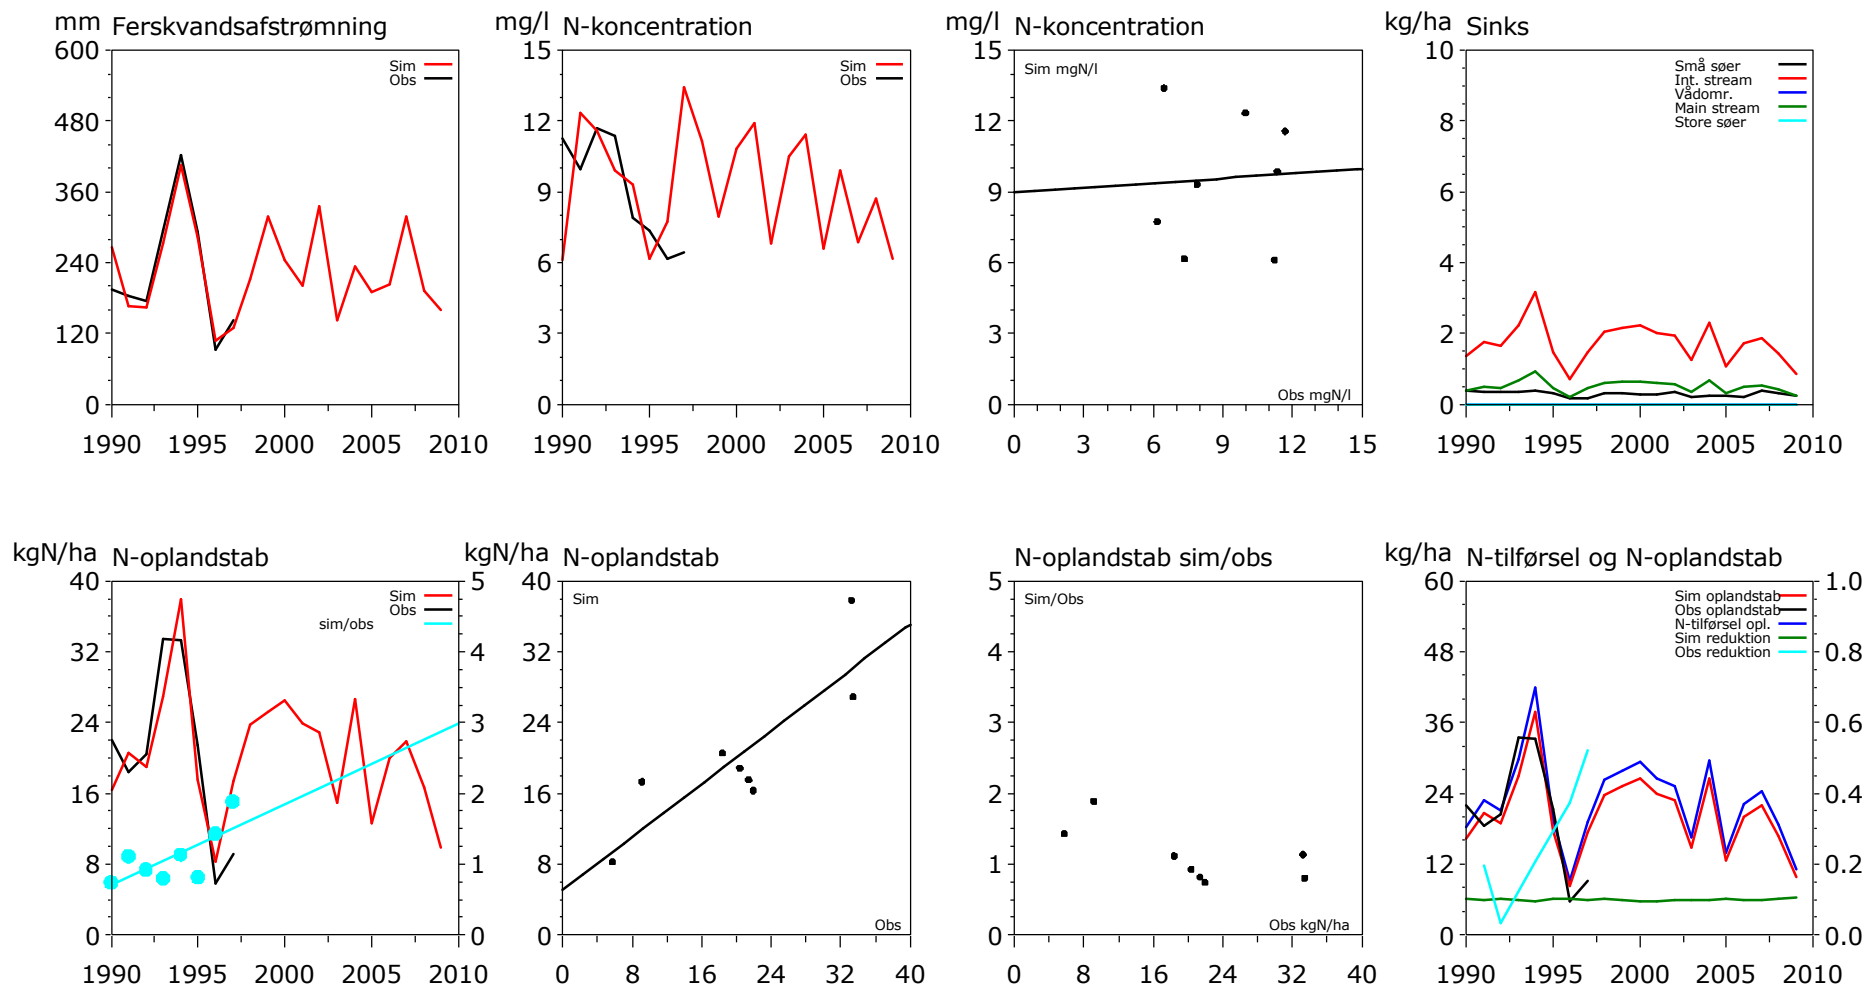 mm Ferskvandsafstrømning
600
480
360
240
120
0
Sim
Obs
1990 1995 2000 2005 2010
mg/l N-koncentration
15
12
9
6
3
0
Sim
Obs
1990 1995 2000 2005 2010
mg/l N-koncentration
15
12
9
6
3
0
Sim mgN/l
Obs mgN/l
0 3 6 9 12 15
kg/ha Sinks
10
8
6
4
2
0
Små søer
Int. stream
Vådomr.
Main stream
Store søer
1990 1995 2000 2005 2010
kgN/ha N-oplandstab
40
32
24
16
8
0
Sim
Obs
sim/obs
5
4
3
2
1
0
1990 1995 2000 2005 2010
kgN/ha N-oplandstab
40
32
24
16
8
0
Sim
Obs
0 8 16 24 32 40
N-oplandstab sim/obs
5
4
3
2
1
0
Sim/Obs
Obs kgN/ha
0 8 16 24 32 40
kg/ha N-tilførsel og N-oplandstab
60
48
36
24
12
0
Sim oplandstab
Obs oplandstab
N-tilførsel opl.
Sim reduktion
Obs reduktion
1.0
0.8
0.6
0.4
0.2
0.0
1990 1995 2000 2005 2010